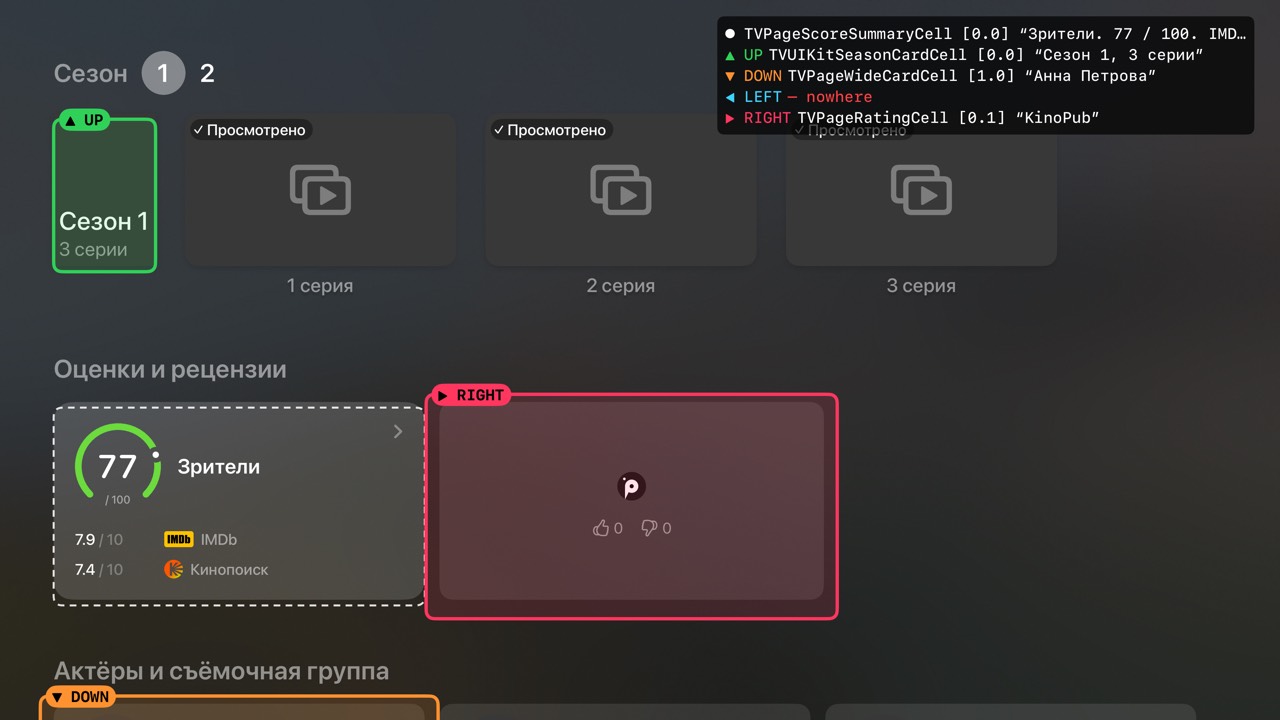 TVPageScoreSummaryCell [0.0] “Зрители. 77 / 100. IMD…
▲ UP TVUIKitSeasonCardCell [0.0] “Сезон 1, 3 серии”
▼ DOWN TVPageWideCardCell [1.0] “Анна Петрова”
◀ LEFT — nowhere
▶ RIGHT TVPageRatingCell [0.1] “KinoPub”
Сезон 1 2
▲ UP
Сезон 1
3 серии
✓ Просмотрено
✓ Просмотрено
✓ Просмотрено
1 серия
2 серия
3 серия
Оценки и рецензии
▶ RIGHT
77
/ 100
Зрители
7.9 / 10 IMDb IMDb
7.4 / 10 Кинопоиск
0 0
Актёры и съёмочная группа
▼ DOWN